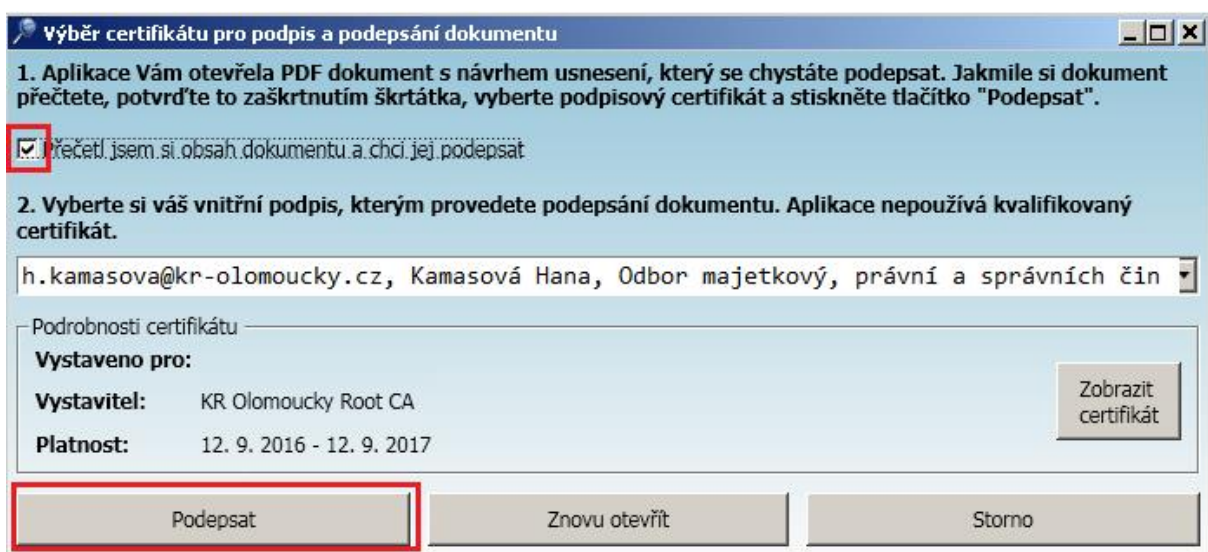 Výběr certifikátu pro podpis a podepsání dokumentu
1. Aplikace Vám otevřela PDF dokument s návrhem usnesení, který se chystáte podepsat. Jakmile si dokument
přečtete, potvrďte to zaškrtnutím škrtátka, vyberte podpisový certifikát a stiskněte tlačítko "Podepsat".
Přečetl jsem si obsah dokumentu a chci jej podepsat
2. Vyberte si váš vnitřní podpis, kterým provedete podepsání dokumentu. Aplikace nepoužívá kvalifikovaný
certifikát.
h.kamasova@kr-olomoucky.cz, Kamasová Hana, Odbor majetkový, právní a správních čin
Podrobnosti certifikátu
Vystaveno pro:
Vystavitel: KR Olomoucky Root CA
Platnost: 12. 9. 2016 - 12. 9. 2017
Zobrazit
certifikát
Podepsat Znovu otevřít Storno